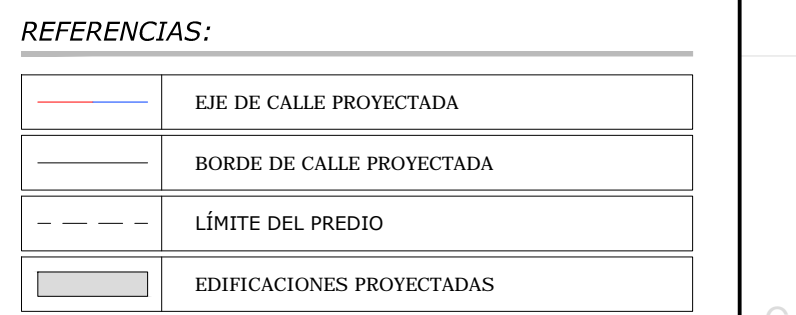 REFERENCIAS:
EJE DE CALLE PROYECTADA
BORDE DE CALLE PROYECTADA
LÍMITE DEL PREDIO
EDIFICACIONES PROYECTADAS